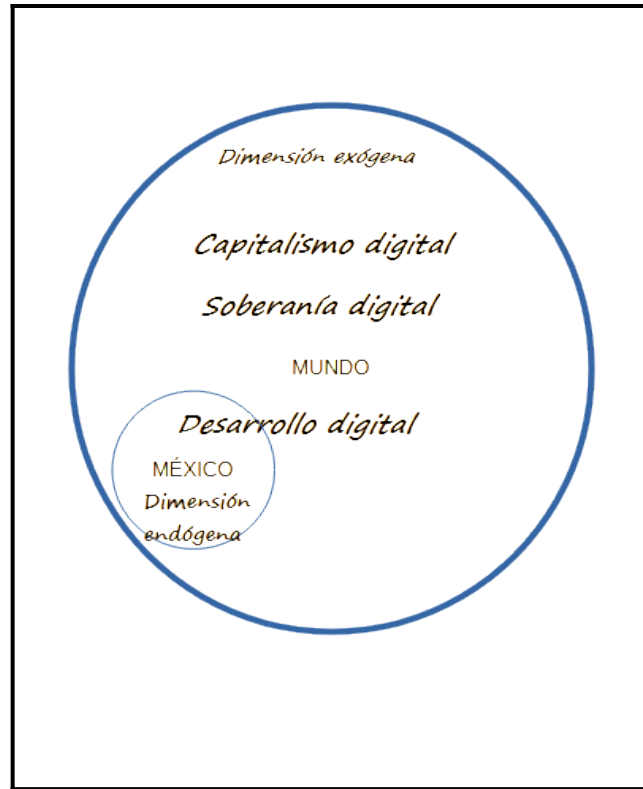 Dimensión exógena
Capitalismo digital
Soberanía digital
MUNDO
Desarrollo digital
MÉXICO
Dimensión
endógena